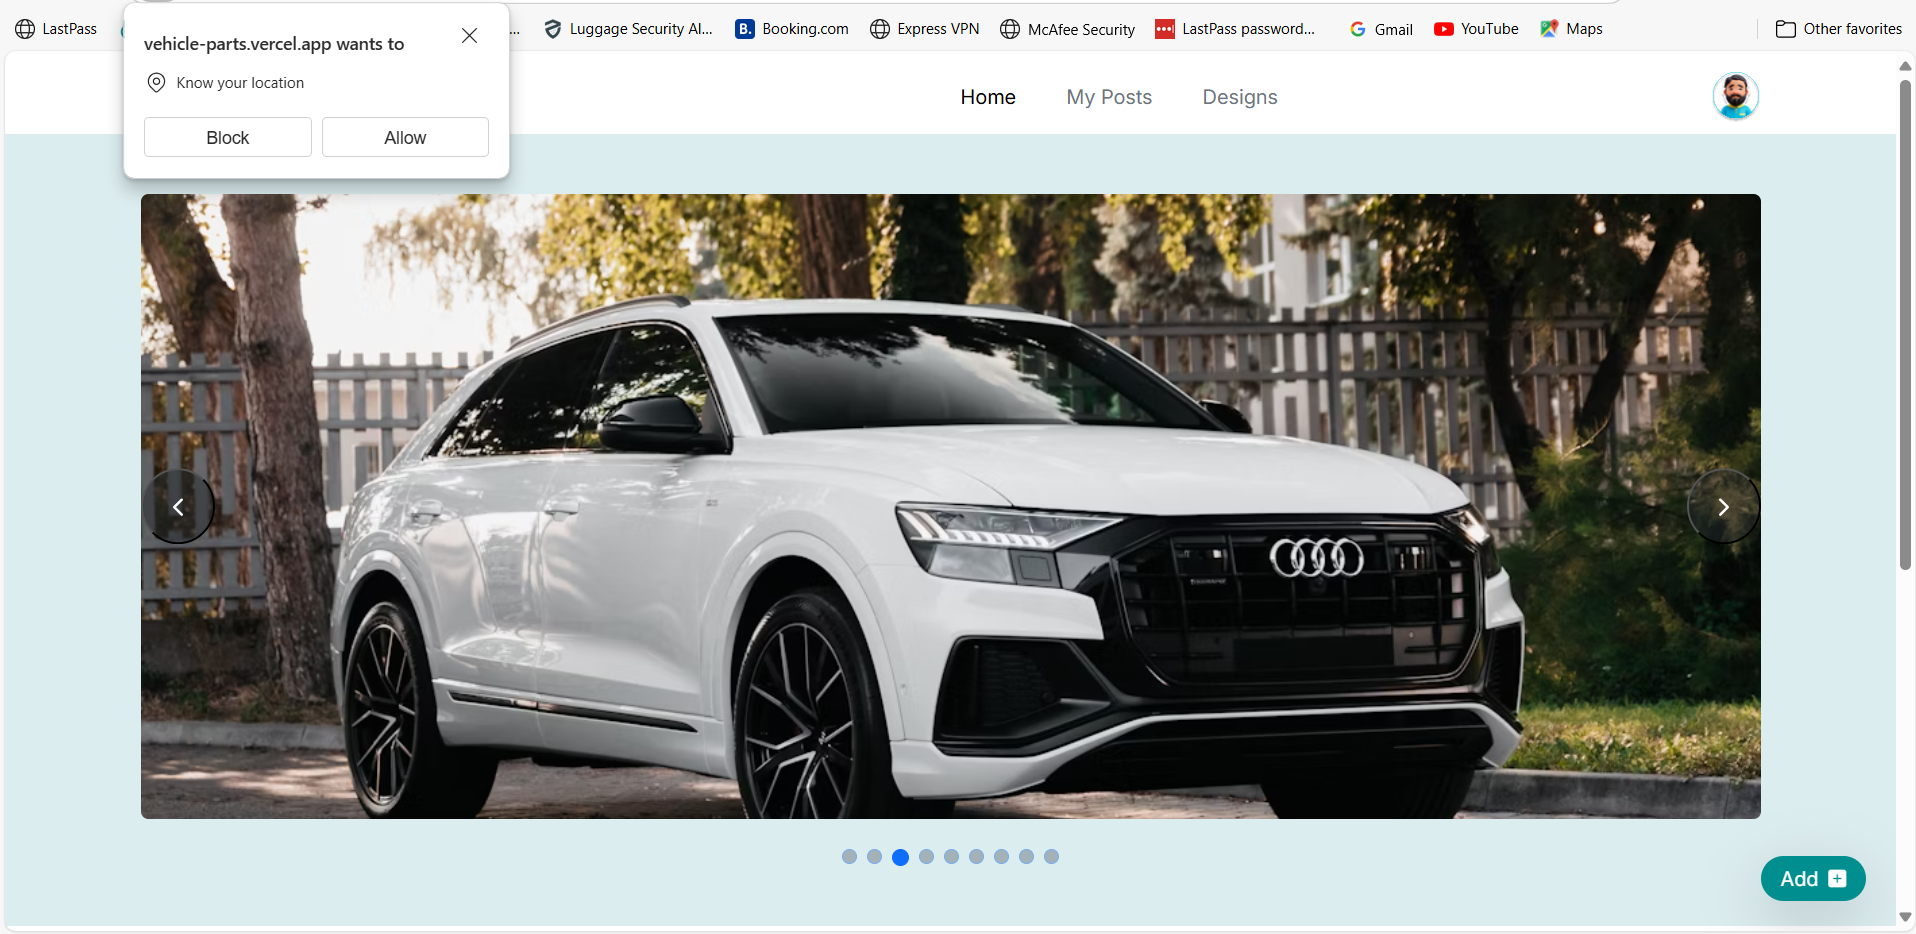 LastPass
...
Luggage Security Al...
Booking.com
Express VPN
McAfee Security
LastPass password...
Gmail
YouTube
Maps
Other favorites
vehicle-parts.vercel.app wants to
Know your location
Block
Allow
Home
My Posts
Designs
Add